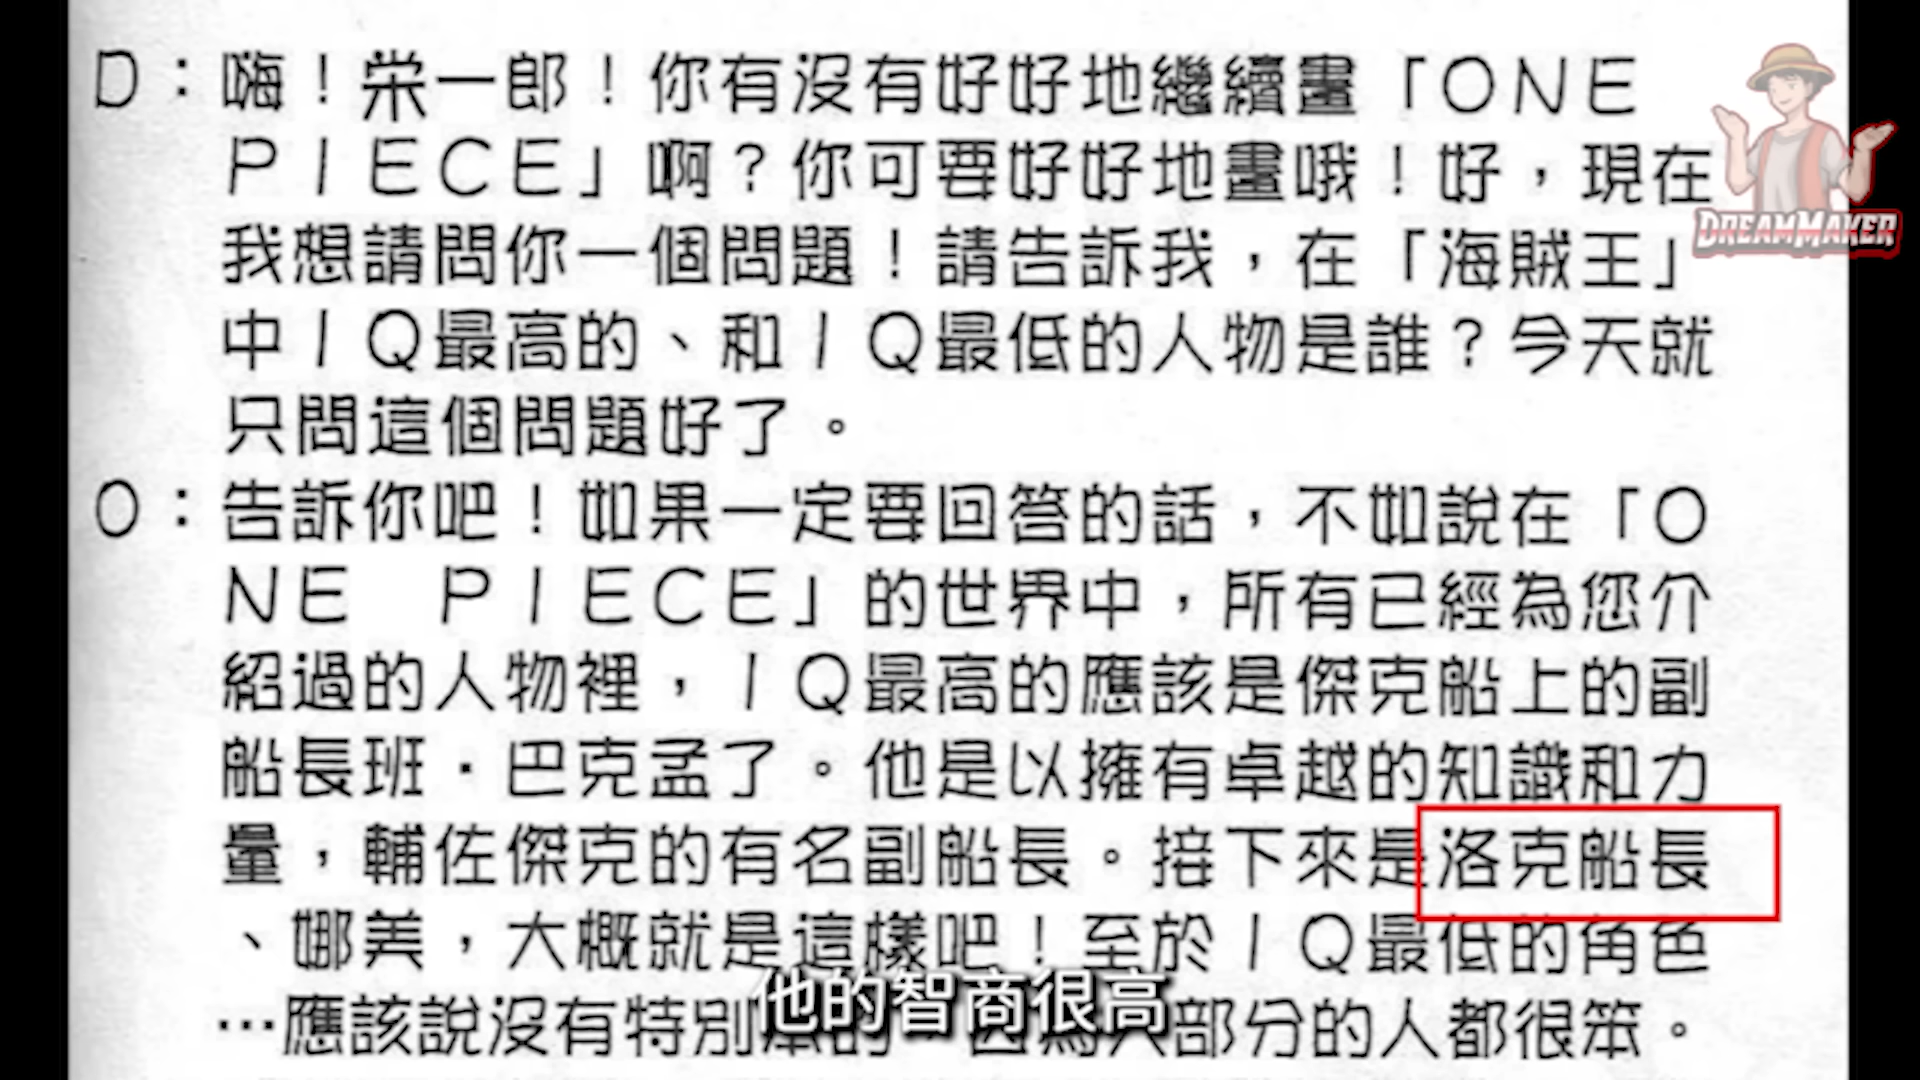 D：嗨！栄一郎！你有沒有好好地繼續畫「ONE
PIECE」啊？你可要好好地畫哦！好，現在
我想請問你一個問題！請告訴我，在「海賊王」
中IQ最高的、和IQ最低的人物是誰？今天就
只問這個問題好了。
O：告訴你吧！如果一定要回答的話，不如說在「O
NE PIECE」的世界中，所有已經為您介
紹過的人物裡，IQ最高的應該是傑克船上的副
船長班・巴克孟了。他是以擁有卓越的知識和力
量，輔佐傑克的有名副船長。接下來是洛克船長
、娜美，大概就是這樣吧！至於IQ最低的角色
…應該說沒有特別 部分的人都很笨。
他的智商很高
DREAMMAKER